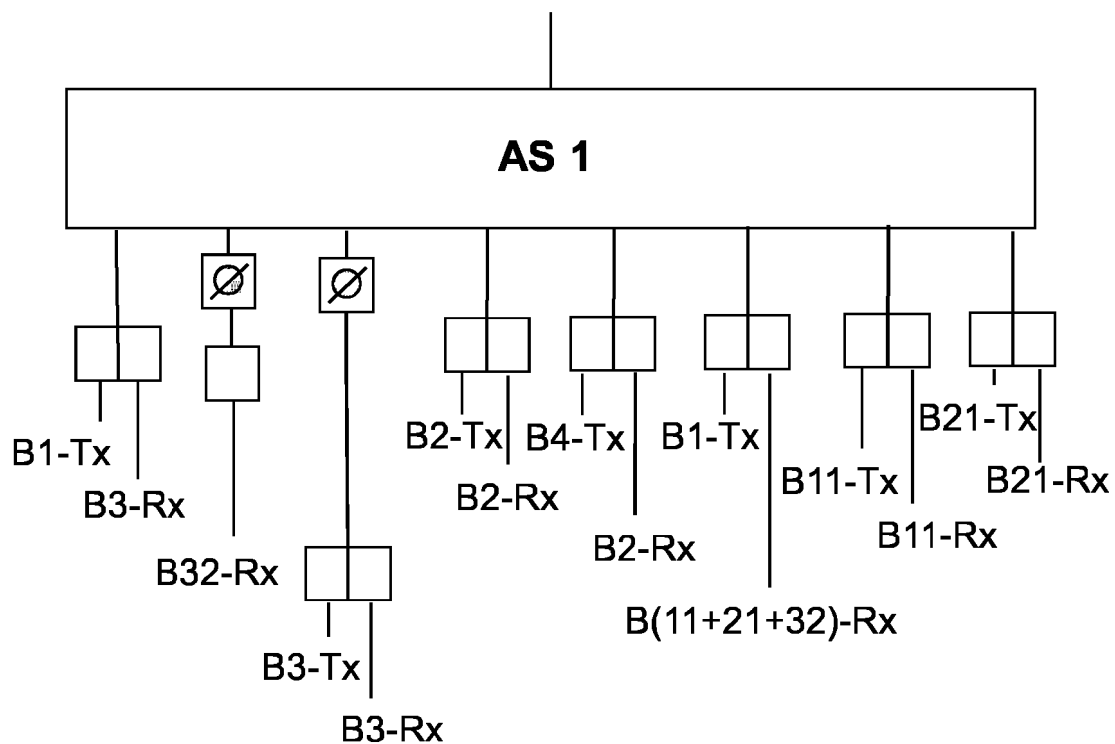 AS 1
B1-Tx
B3-Rx
B32-Rx
B3-Tx
B3-Rx
B2-Tx
B2-Rx
B4-Tx
B2-Rx
B1-Tx
B(11+21+32)-Rx
B11-Tx
B11-Rx
B21-Tx
B21-Rx